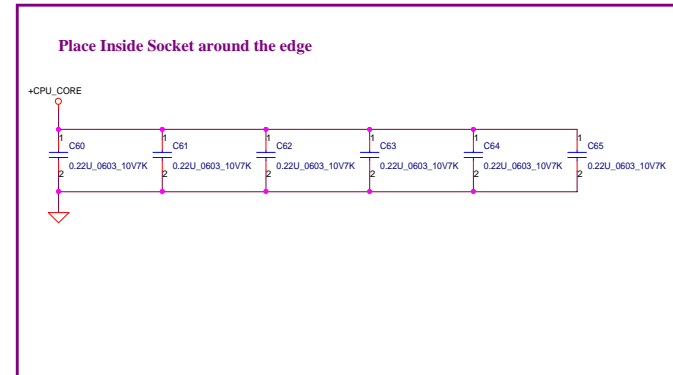 Place Inside Socket around the edge
+CPU_CORE
1 1 1 1 1 1
C60 C61 C62 C63 C64 C65
0.22U_0603_10V7K 0.22U_0603_10V7K 0.22U_0603_10V7K 0.22U_0603_10V7K 0.22U_0603_10V7K 0.22U_0603_10V7K
2 2 2 2 2 2